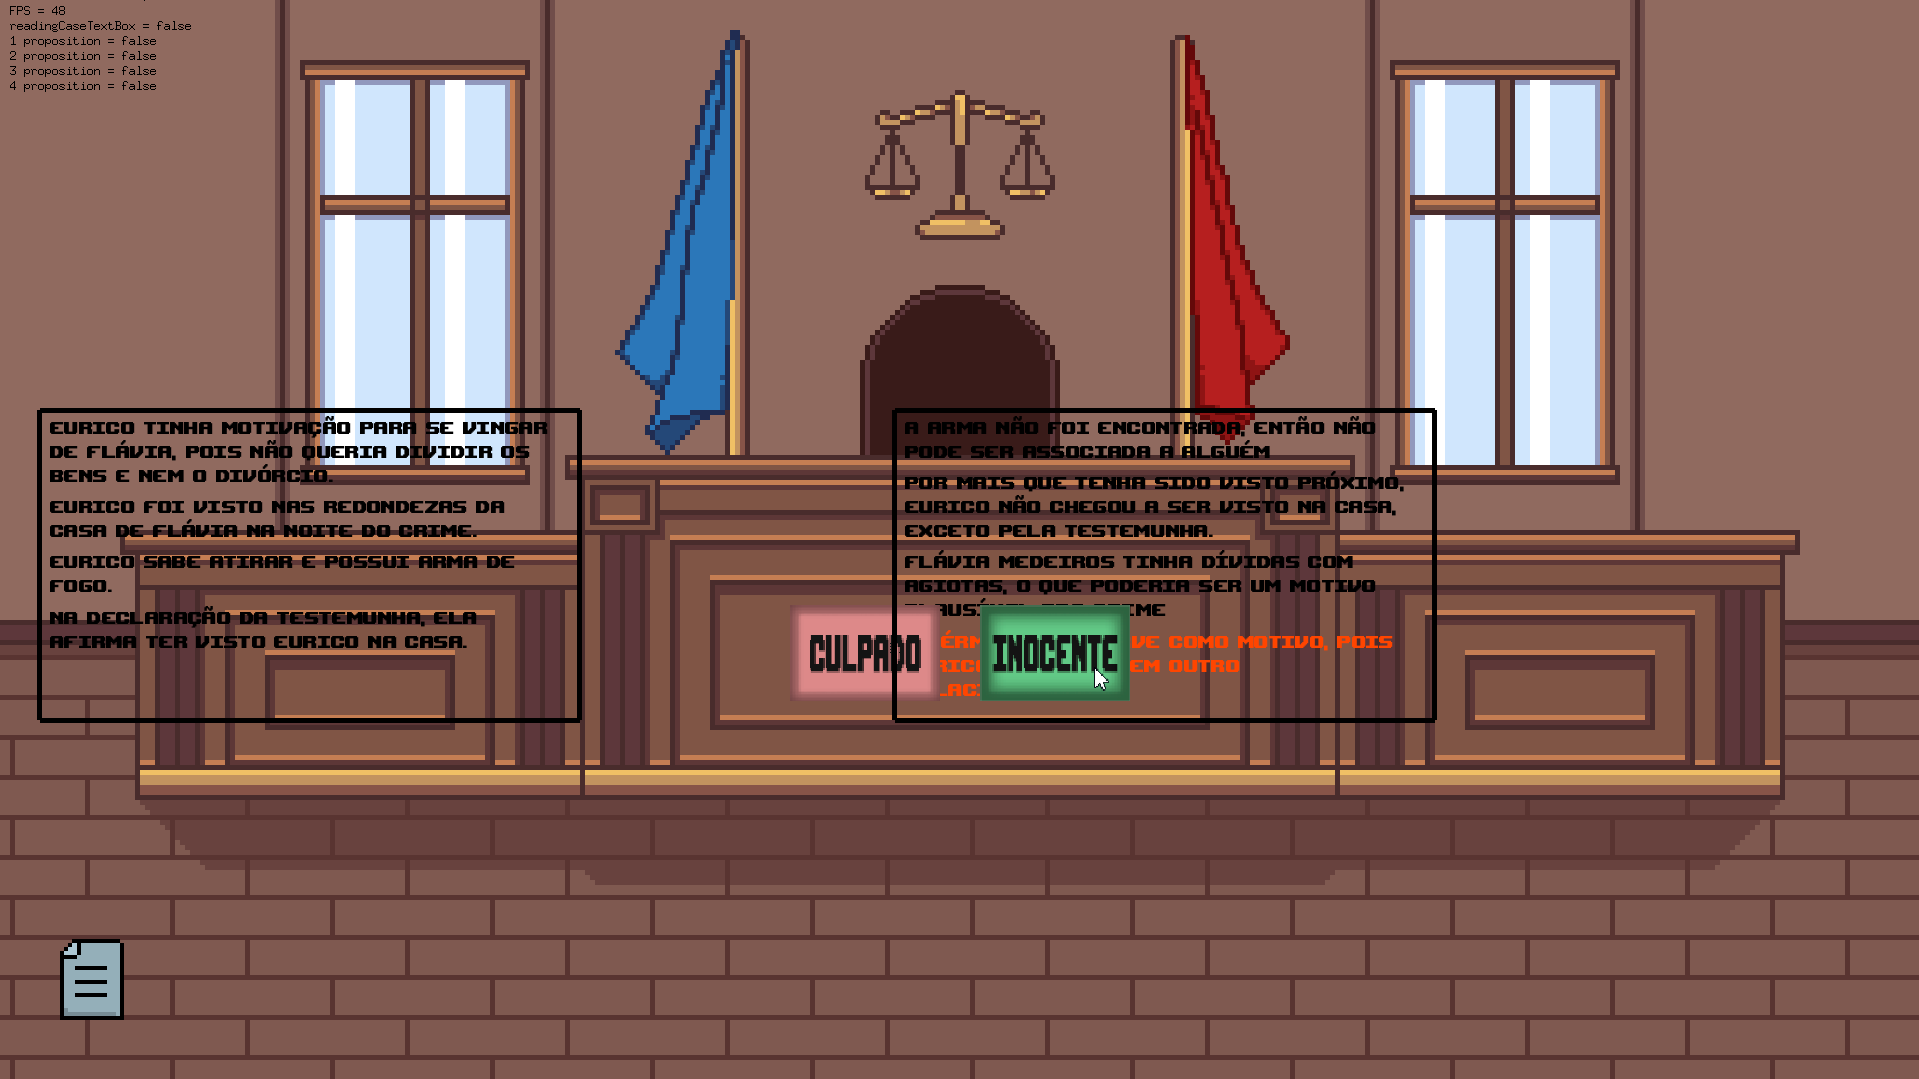 FPS = 48
readingCaseTextBox = false
1 proposition = false
2 proposition = false
3 proposition = false
4 proposition = false
EURICO TINHA MOTIVAÇÃO PARA SE VINGAR
DE FLÁVIA, POIS NÃO QUERIA DIVIDIR OS
BENS E NEM O DIVÓRCIO.
EURICO FOI VISTO NAS REDONDEZAS DA
CASA DE FLÁVIA NA NOITE DO CRIME.
EURICO SABE ATIRAR E POSSUI ARMA DE
FOGO.
NA DECLARAÇÃO DA TESTEMUNHA, ELA
AFIRMA TER VISTO EURICO NA CASA.
A ARMA NÃO FOI ENCONTRADA, ENTÃO NÃO
PODE SER ASSOCIADA A ALGUÉM
POR MAIS QUE TENHA SIDO VISTO PRÓXIMO,
EURICO NÃO CHEGOU A SER VISTO NA CASA,
EXCETO PELA TESTEMUNHA.
FLÁVIA MEDEIROS TINHA DÍVIDAS COM
AGIOTAS, O QUE PODERIA SER UM MOTIVO
COMO MOTIVO, POIS
EM OUTRO
CULPADO
INOCENTE